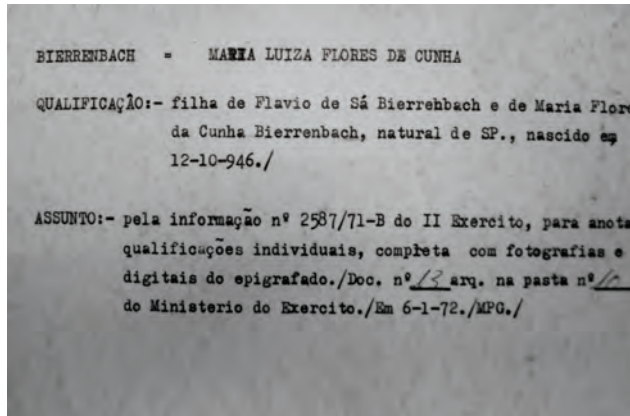 BIERRENBACH = MARIA LUIZA FLORES DE CUNHA
QUALIFICAÇÃO:- filha de Flavio de Sá Bierrehbach e de Maria Flore
da Cunha Bierrenbach, natural de SP., nascido em
12-10-946./
ASSUNTO:- pela informação nº 2587/71-B do II Exercito, para anota
qualificações individuais, completa com fotografias e
digitais do epigrafado./Doc. nº 13 arq. na pasta nº
do Ministerio do Exercito./Em 6-1-72./MPG./